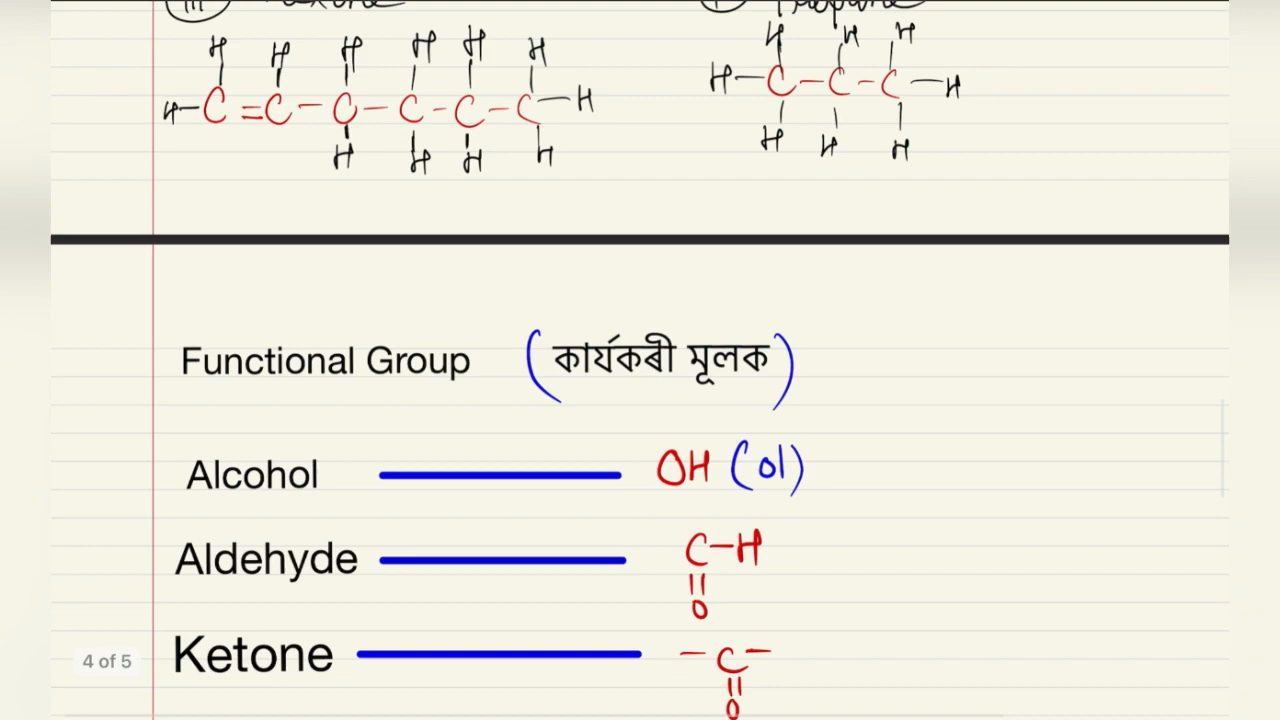 H H H H H H
H-C=C-C-C-C-C-H
H H H H
H H H
H-C-C-C-H
H H H
Functional Group (কাৰ্যকৰী মূলক)
Alcohol OH (ol)
Aldehyde C-H
||
O
Ketone -C-
||
O
4 of 5